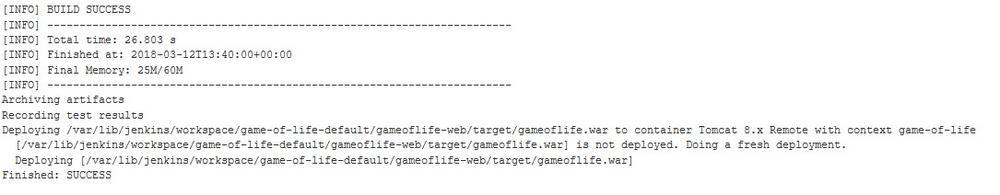 [INFO] BUILD SUCCESS
[INFO] ------------------------------------------------------------------------
[INFO] Total time: 26.803 s
[INFO] Finished at: 2018-03-12T13:40:00+00:00
[INFO] Final Memory: 25M/60M
[INFO] ------------------------------------------------------------------------
Archiving artifacts
Recording test results
Deploying /var/lib/jenkins/workspace/game-of-life-default/gameoflife-web/target/gameoflife.war to container Tomcat 8.x Remote with context game-of-life
  [/var/lib/jenkins/workspace/game-of-life-default/gameoflife-web/target/gameoflife.war] is not deployed. Doing a fresh deployment.
  Deploying [/var/lib/jenkins/workspace/game-of-life-default/gameoflife-web/target/gameoflife.war]
Finished: SUCCESS